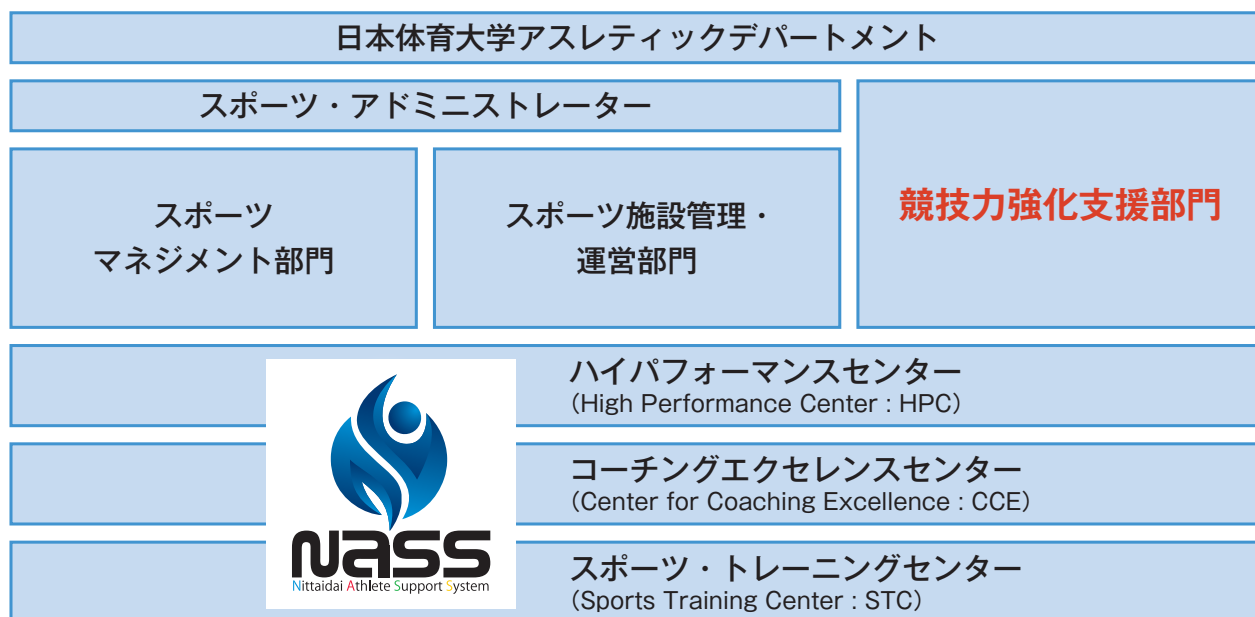 日本体育大学アスレティックデパートメント
スポーツ・アドミニストレーター
スポーツ
マネジメント部門
スポーツ施設管理・
運営部門
競技力強化支援部門
ハイパフォーマンスセンター
(High Performance Center : HPC)
コーチングエクセレンスセンター
(Center for Coaching Excellence : CCE)
スポーツ・トレーニングセンター
(Sports Training Center : STC)
NASS
Nittaidai Athlete Support System